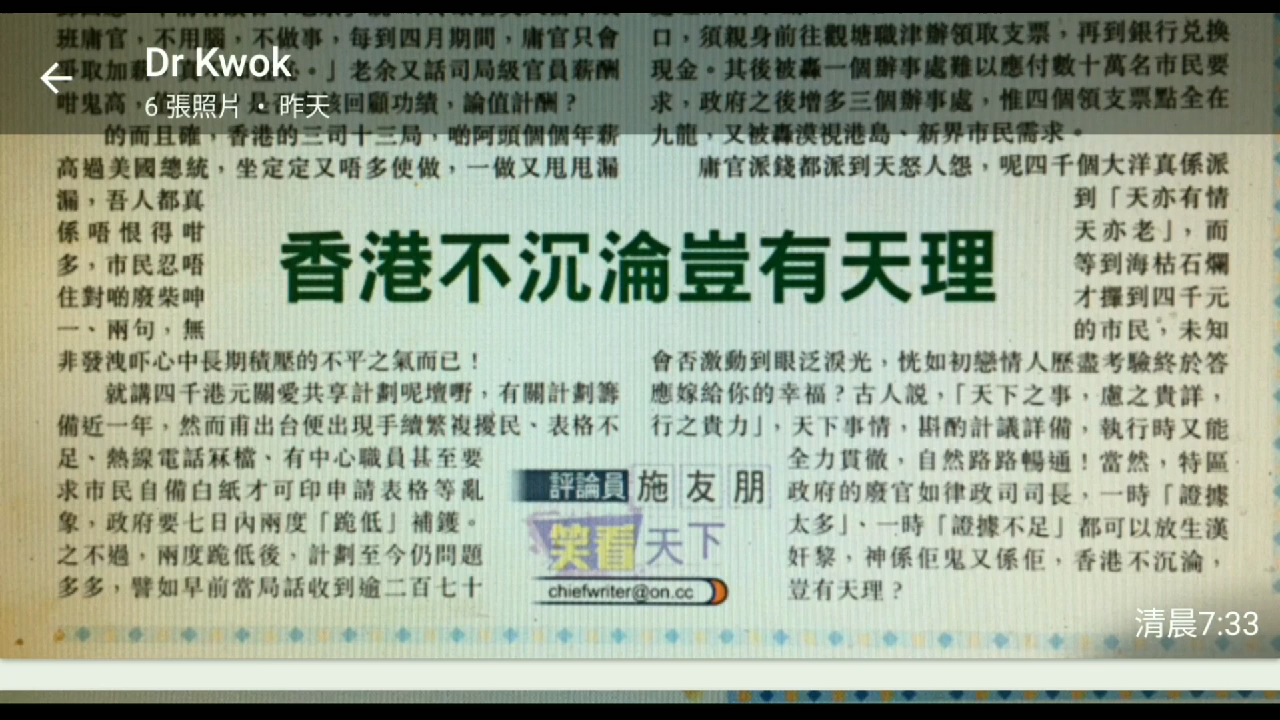 Dr Kwok
6 張照片 • 昨天
班庸官，不用腦，不做事，每到四月期間，庸官只會
」老余又話司局級官員薪酬
咁鬼高，
回顧功績，論值計酬？
的而且確，香港的三司十三局，啲阿頭個個年薪
高過美國總統，坐定定又唔多使做，一做又甩甩漏
漏，吾人都真
係唔恨得咁
多，市民忍唔
住對啲廢柴呻
一、兩句，無
非發洩吓心中長期積壓的不平之氣而已！
就講四千港元關愛共享計劃呢壇嘢，有關計劃籌
備近一年，然而甫出台便出現手續繁複擾民、表格不
足、熱線電話冧檔、有中心職員甚至要
求市民自備白紙才可印申請表格等亂
象，政府要七日內兩度「跪低」補鑊。
之不過，兩度跪低後，計劃至今仍問題
多多，譬如早前當局話收到逾二百七十
香港不沉淪豈有天理
評論員 施友朋
笑看天下
chiefwriter@on.cc
口，須親身前往觀塘職津辦領取支票，再到銀行兌換
現金。其後被轟一個辦事處難以應付數十萬名市民要
求，政府之後增多三個辦事處，惟四個領支票點全在
九龍，又被轟漠視港島、新界市民需求。
庸官派錢都派到天怒人怨，呢四千個大洋真係派
到「天亦有情
天亦老」，而
等到海枯石爛
才攞到四千元
的市民，未知
會否激動到眼泛淚光，恍如初戀情人歷盡考驗終於答
應嫁給你的幸福？古人說，「天下之事，慮之貴詳，
行之貴力」，天下事情，斟酌計議詳備，執行時又能
全力貫徹，自然路路暢通！當然，特區
政府的廢官如律政司司長，一時「證據
太多」、一時「證據不足」都可以放生漢
奸黎，神係佢鬼又係佢，香港不沉淪，
豈有天理？
清晨7:33